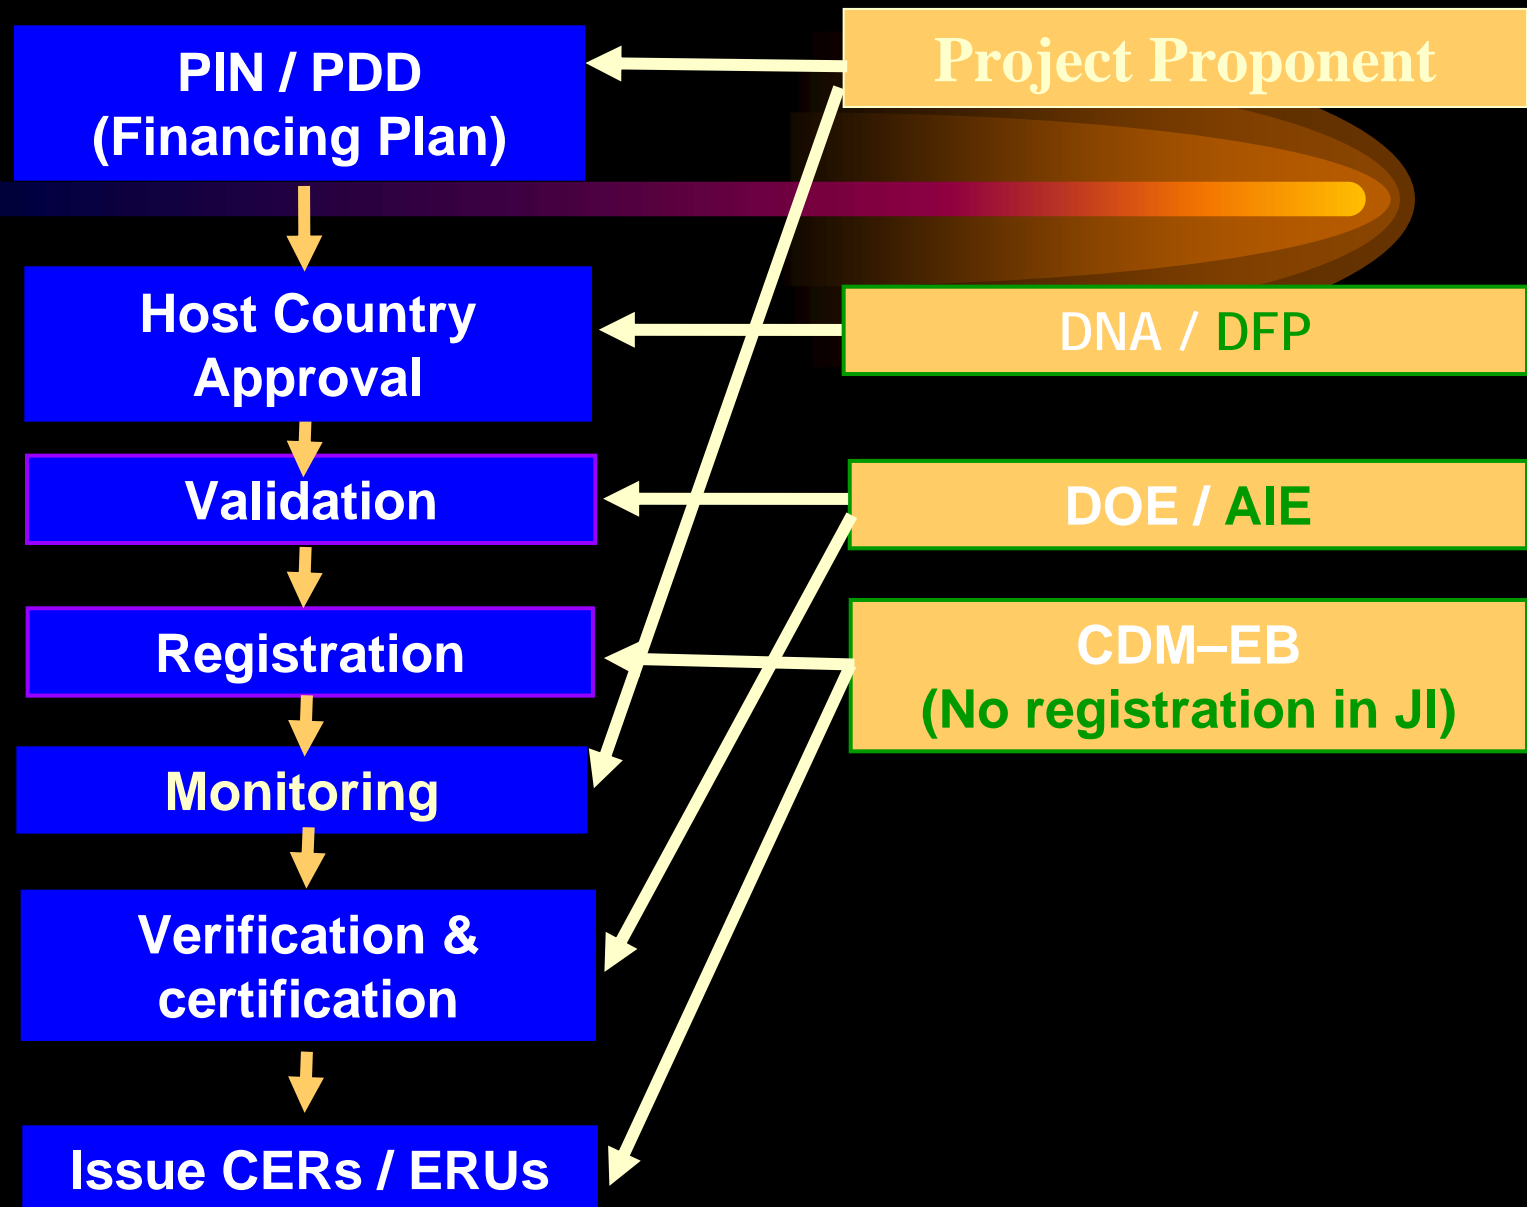 PIN / PDD
(Financing Plan)
Project Proponent
Host Country
Approval
DNA / DFP
Validation
DOE / AIE
Registration
CDM–EB
(No registration in JI)
Monitoring
Verification &
certification
Issue CERs / ERUs